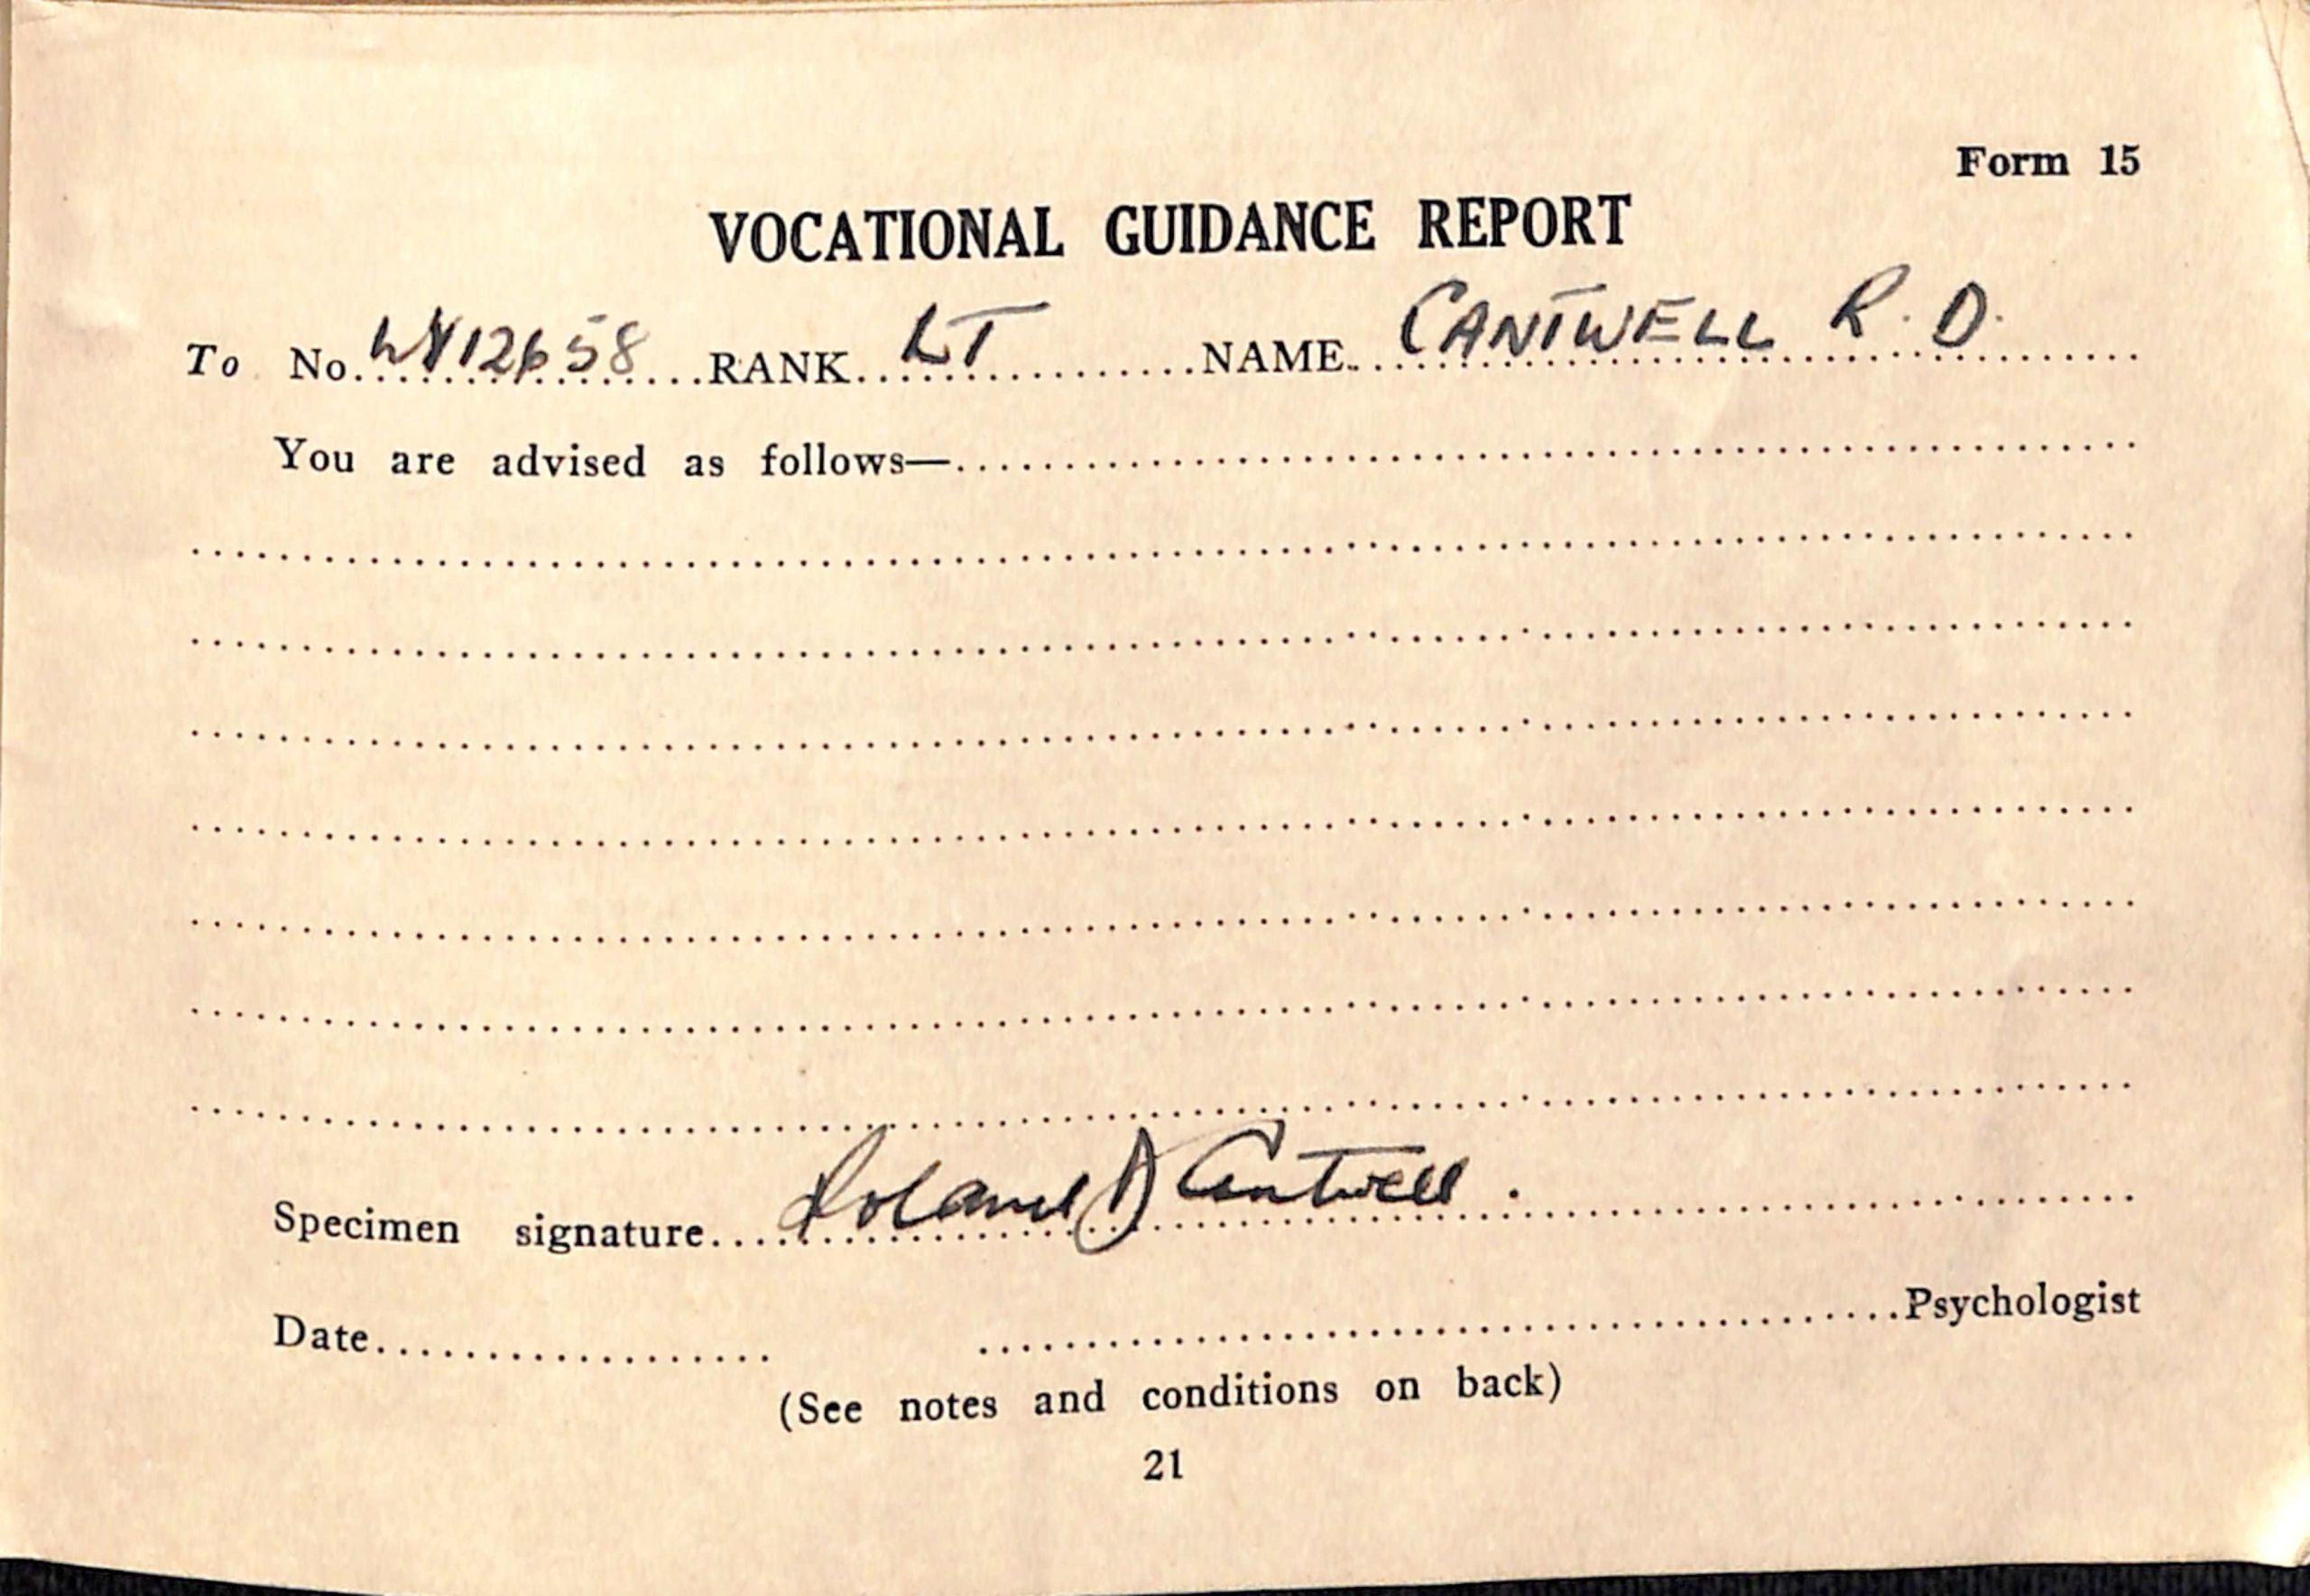 Form 15
VOCATIONAL GUIDANCE REPORT
To No. WX12658 RANK LT NAME CANTWELL R. D.
You are advised as follows—
Specimen signature Roland D Cantwell.
Date Psychologist
(See notes and conditions on back)
21